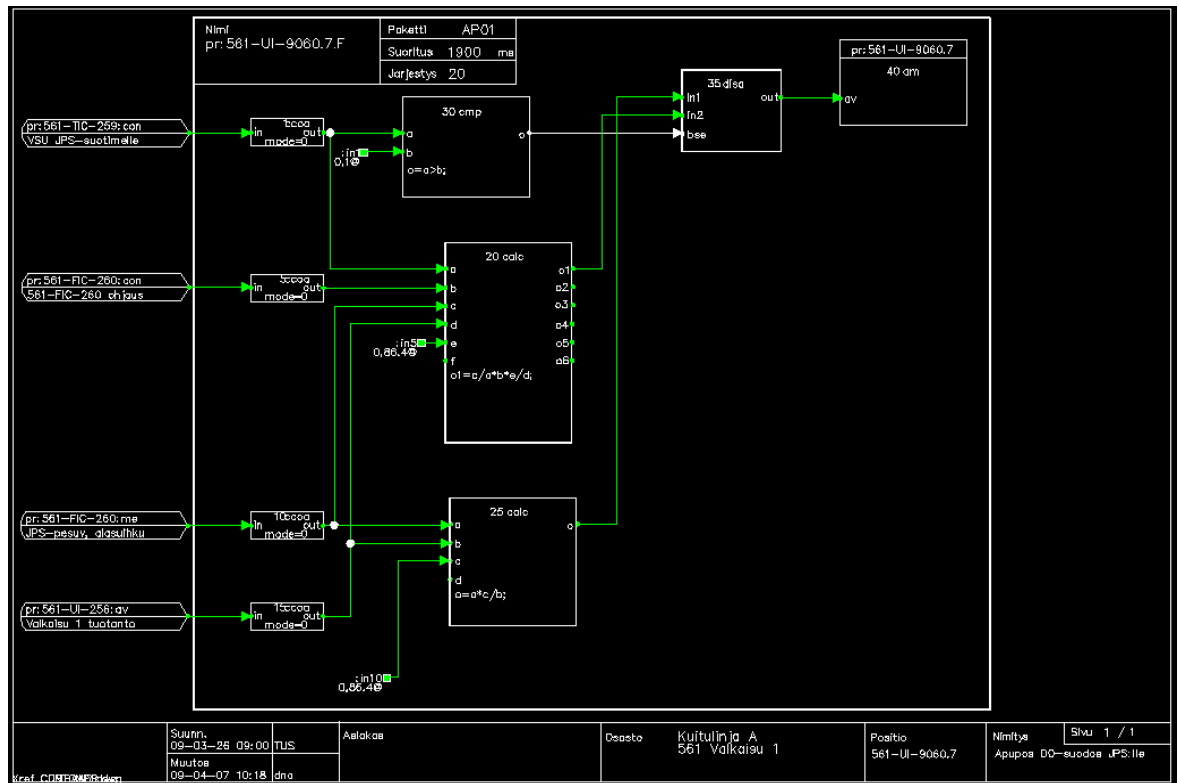 Nimi
pr:561-UI-9060.7.F
Paketti AP01
Suoritus 1900 ms
Jarjestys 20
pr:561-UI-9060.7
40 am
av
35 disa
in1
in2
bse
out
30 cmp
a
b
o
o=a>b;
:in1
0,1@
pr:561-TIC-259:con
VSU JPS-suotimelle
in
out
mode=0
20 calc
a
b
c
d
e
f
o1
o2
o3
o4
o5
o6
o1=c/a*b*e/d;
:in5
0,86.4@
pr:561-FIC-260:con
561-FIC-260 ohjaus
in
out
mode=0
pr:561-FIC-260:me
JPS-pesuv, alasuihku
in
out
mode=0
25 calc
a
b
c
d
o
o=a*c/b;
pr:561-UI-256:av
Valkaisu 1 tuotanto
in
out
mode=0
:in10
0,86.4@
Suunn.
09-03-26 09:00 TUS
Muutos
09-04-07 10:18 dna
Asiakas
Osasto
Kuitulinja A
561 Valkaisu 1
Positio
561-UI-9060.7
Nimitys
Sivu 1 / 1
Apupos DO-suodos JPS:lle
Kref